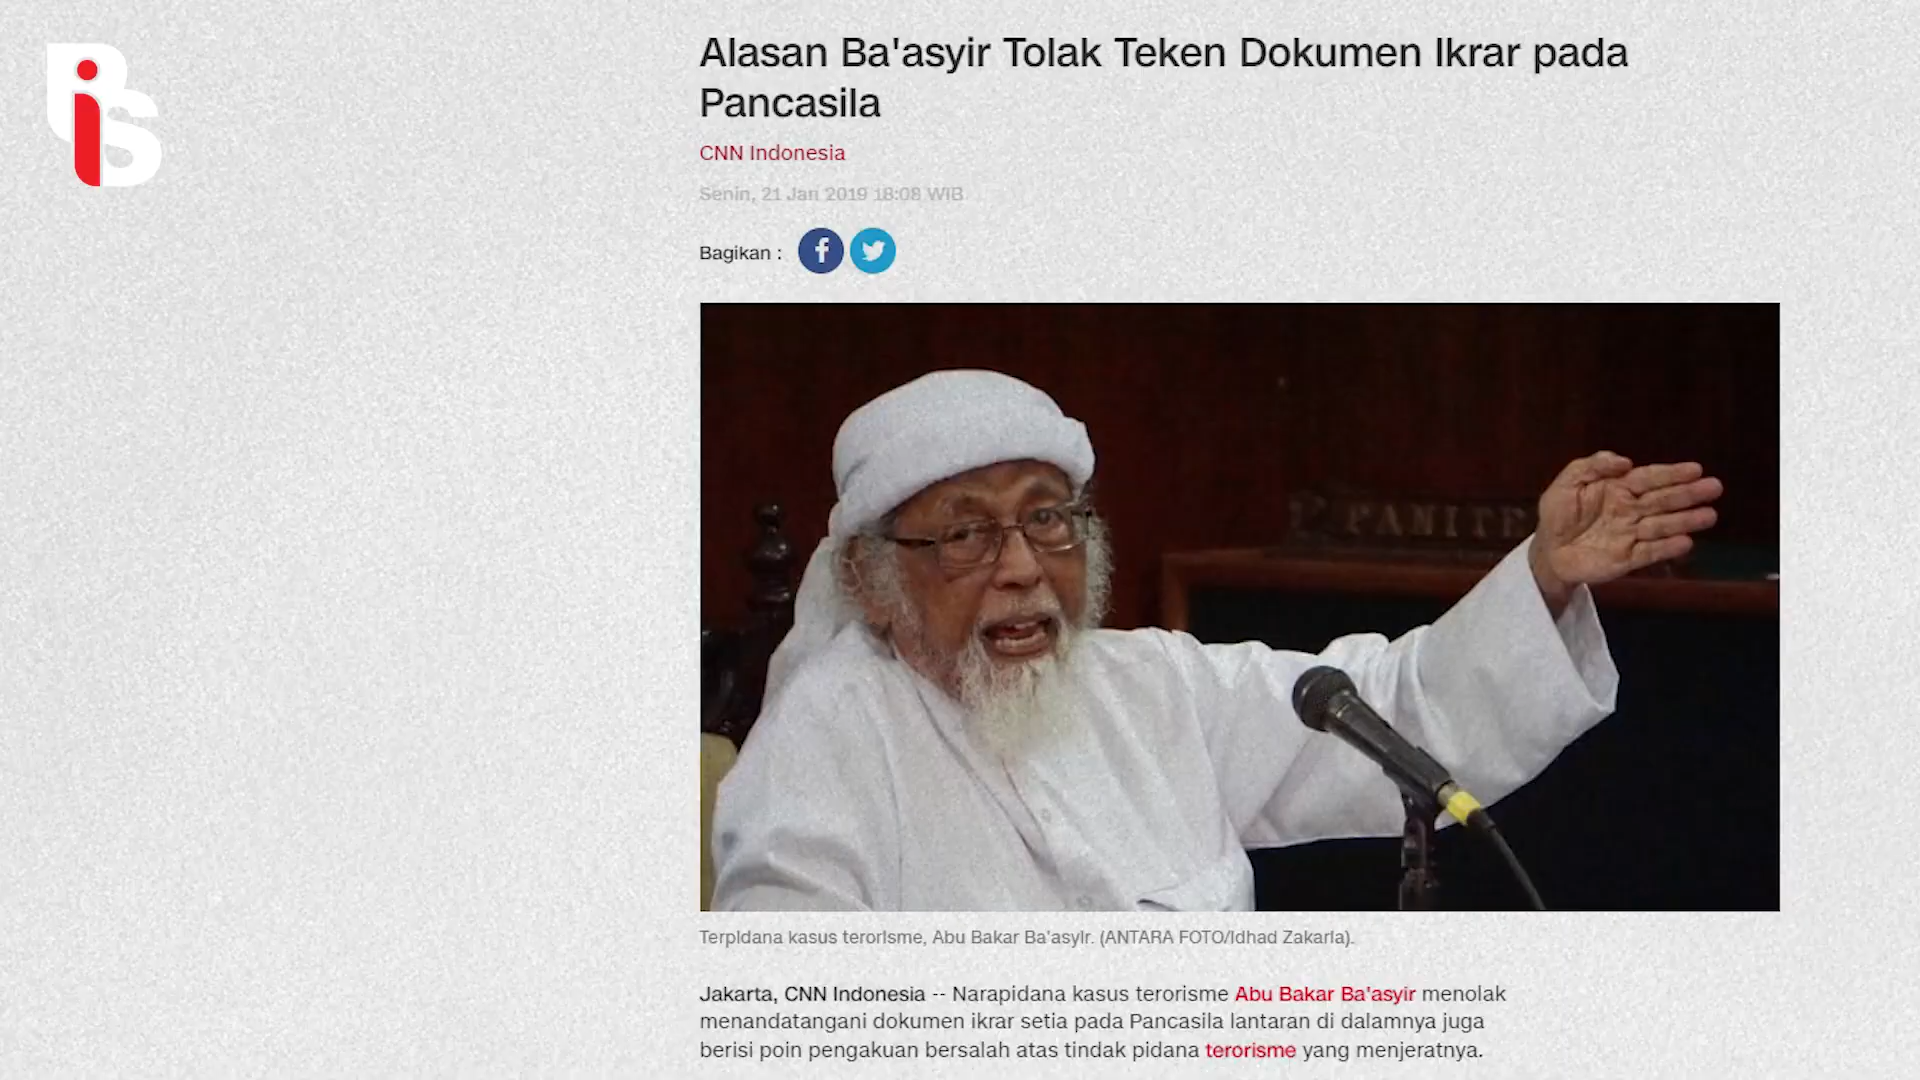 BiS
Alasan Ba'asyir Tolak Teken Dokumen Ikrar pada
Pancasila
CNN Indonesia
Senin, 21 Jan 2019 18:08 WIB
Bagikan :
PANITE
Terpidana kasus terorisme, Abu Bakar Ba'asyir. (ANTARA FOTO/Idhad Zakaria).
Jakarta, CNN Indonesia -- Narapidana kasus terorisme Abu Bakar Ba'asyir menolak
menandatangani dokumen ikrar setia pada Pancasila lantaran di dalamnya juga
berisi poin pengakuan bersalah atas tindak pidana terorisme yang menjeratnya.